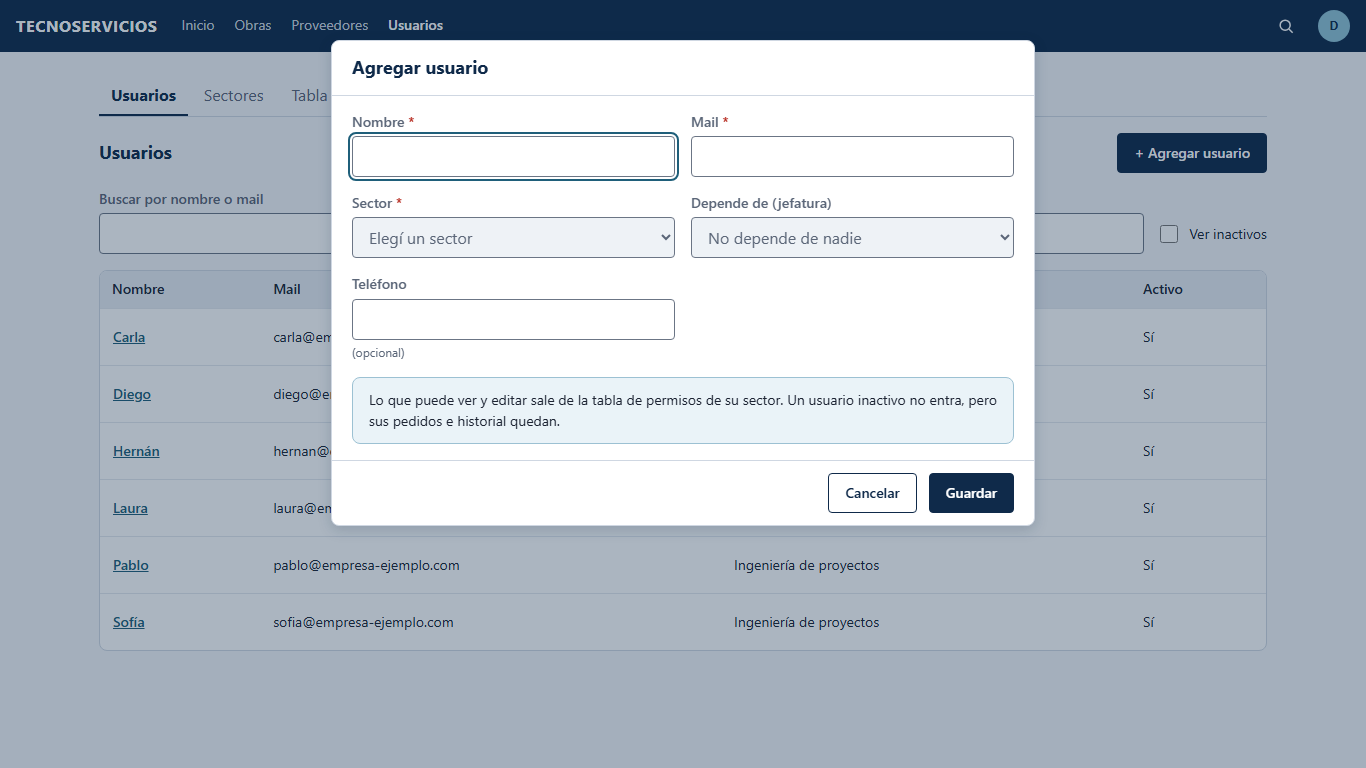 TECNOSERVICIOS Inicio Obras Proveedores Usuarios D
Agregar usuario
Usuarios Sectores Tabla
Nombre * Mail *
Usuarios + Agregar usuario
Buscar por nombre o mail
Sector * Depende de (jefatura)
Elegí un sector No depende de nadie Ver inactivos
Teléfono
Nombre Mail Activo
(opcional)
Carla carla@em Sí
Diego diego@e Sí
Lo que puede ver y editar sale de la tabla de permisos de su sector. Un usuario inactivo no entra, pero
sus pedidos e historial quedan.
Hernán hernan@ Sí
Cancelar Guardar
Laura laura@em Sí
Pablo pablo@empresa-ejemplo.com Ingeniería de proyectos Sí
Sofía sofia@empresa-ejemplo.com Ingeniería de proyectos Sí